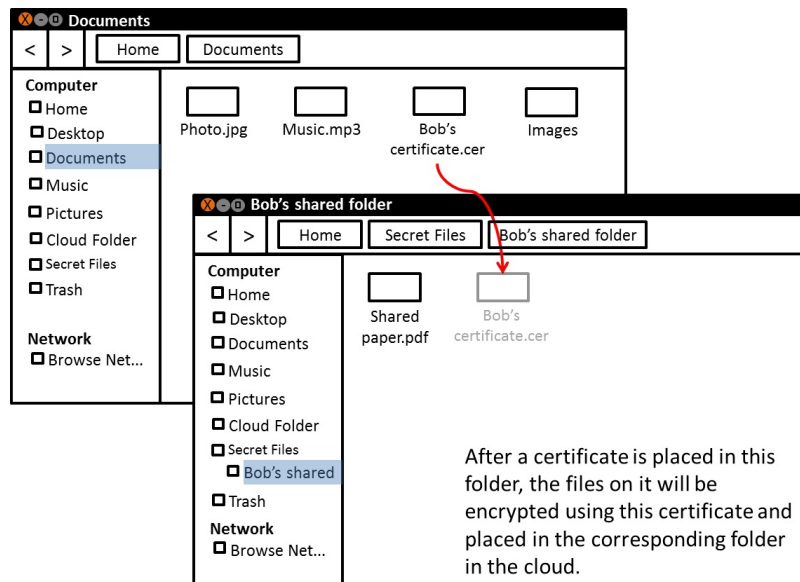 Documents
< > Home Documents
Computer
Home
Desktop
Documents
Music
Pictures
Cloud Folder
Secret Files
Trash
Network
Browse Net...
Photo.jpg Music.mp3 Bob's Images
certificate.cer
Bob's shared folder
< > Home Secret Files Bob's shared folder
Computer
Home
Desktop
Documents
Music
Pictures
Cloud Folder
Secret Files
Bob's shared
Trash
Network
Browse Net...
Shared Bob's
paper.pdf certificate.cer
After a certificate is placed in this
folder, the files on it will be
encrypted using this certificate and
placed in the corresponding folder
in the cloud.